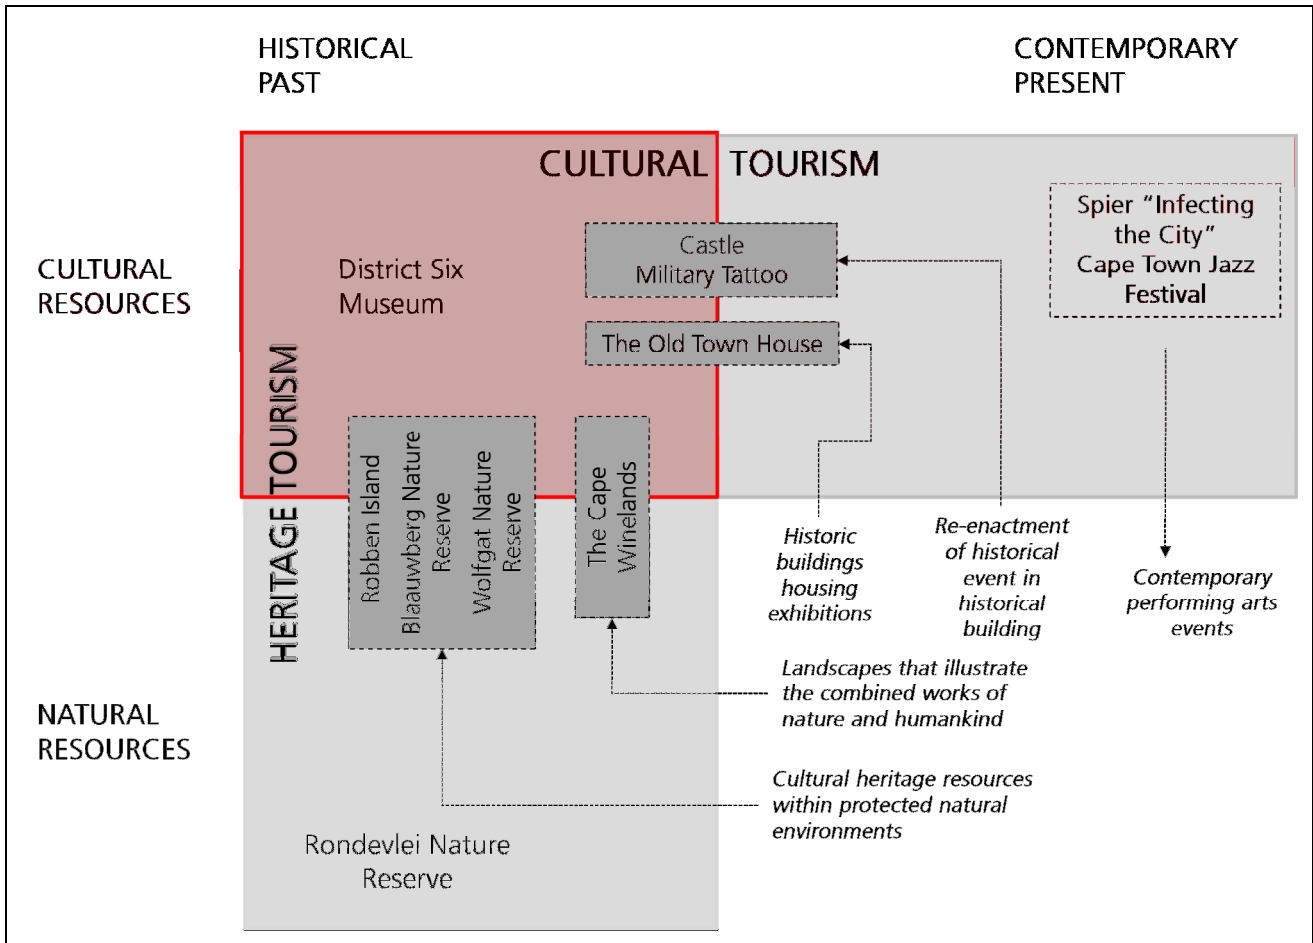 HISTORICAL
PAST
CONTEMPORARY
PRESENT
CULTURAL TOURISM
CULTURAL
RESOURCES
NATURAL
RESOURCES
HERITAGE TOURISM
District Six
Museum
Castle
Military Tattoo
The Old Town House
Spier “Infecting
the City”
Cape Town Jazz
Festival
Robben Island
Blaauwberg Nature
Reserve
Wolfgat Nature
Reserve
The Cape
Winelands
Historic
buildings
housing
exhibitions
Re-enactment
of historical
event in
historical
building
Contemporary
performing arts
events
Landscapes that illustrate
the combined works of
nature and humankind
Cultural heritage resources
within protected natural
environments
Rondevlei Nature
Reserve